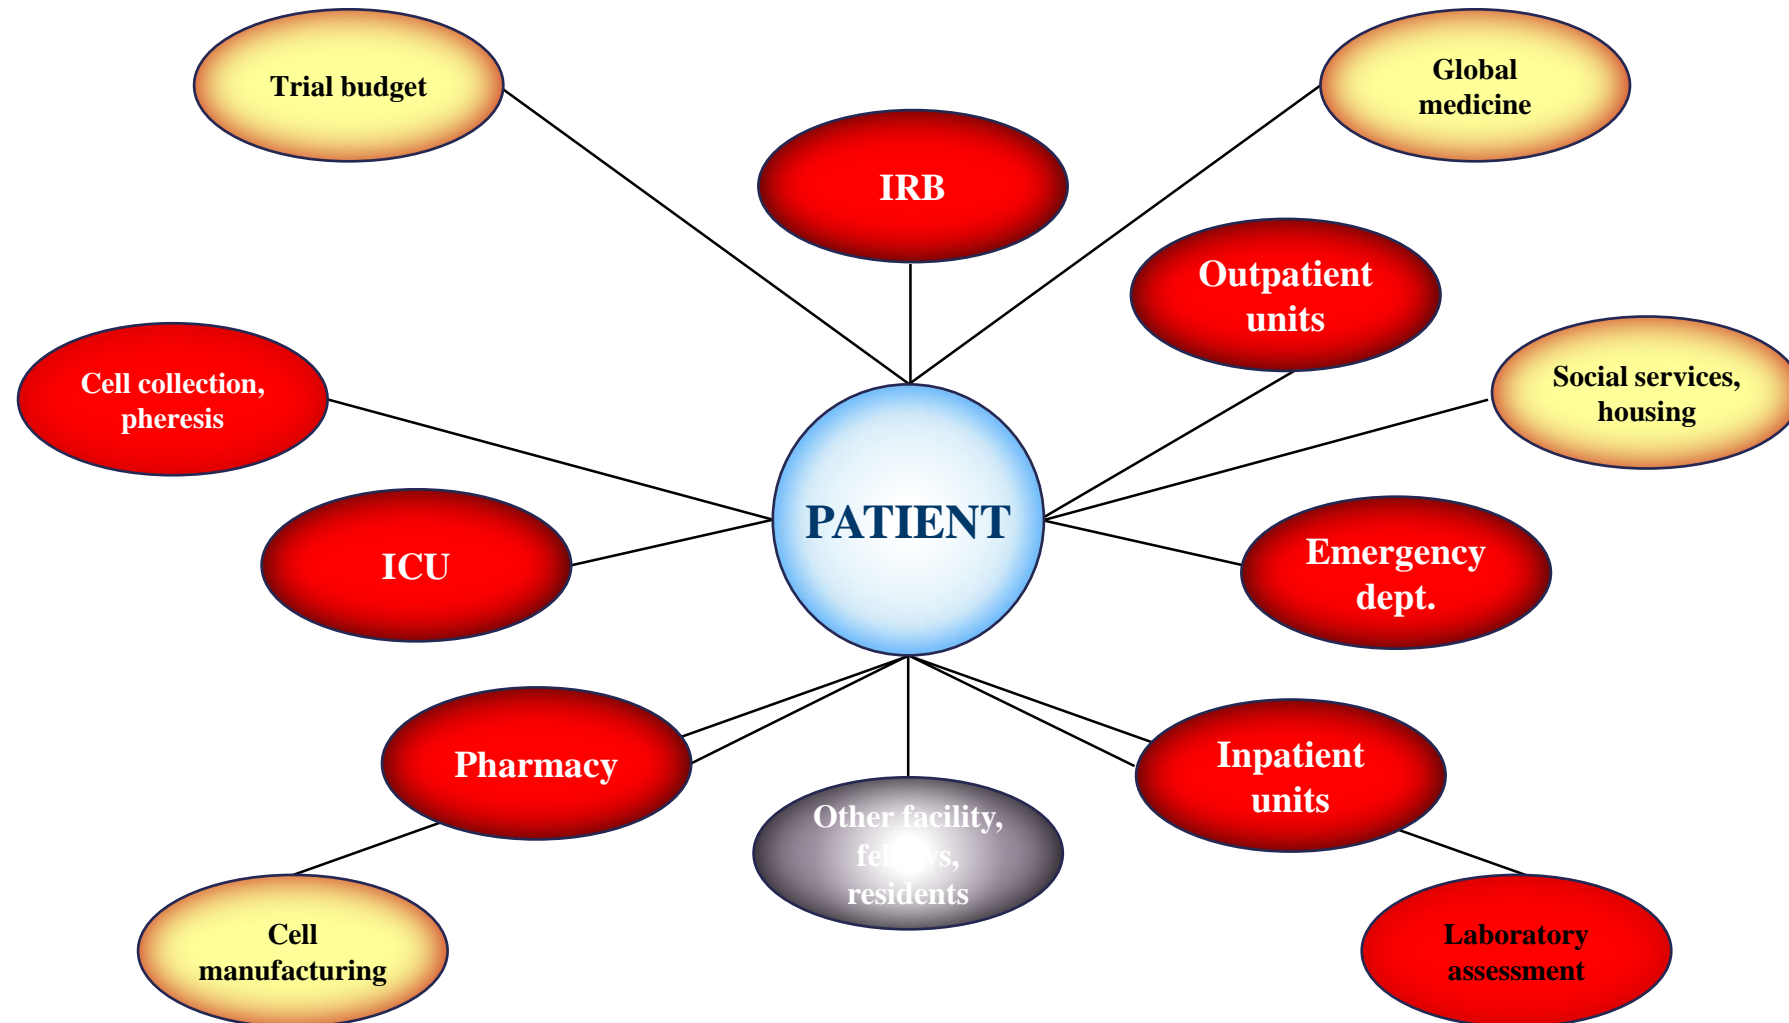 Trial budget
Global
medicine
IRB
Outpatient
units
Cell collection,
pheresis
Social services,
housing
PATIENT
ICU
Emergency
dept.
Pharmacy
Inpatient
units
Other facility,
fellows,
residents
Cell
manufacturing
Laboratory
assessment